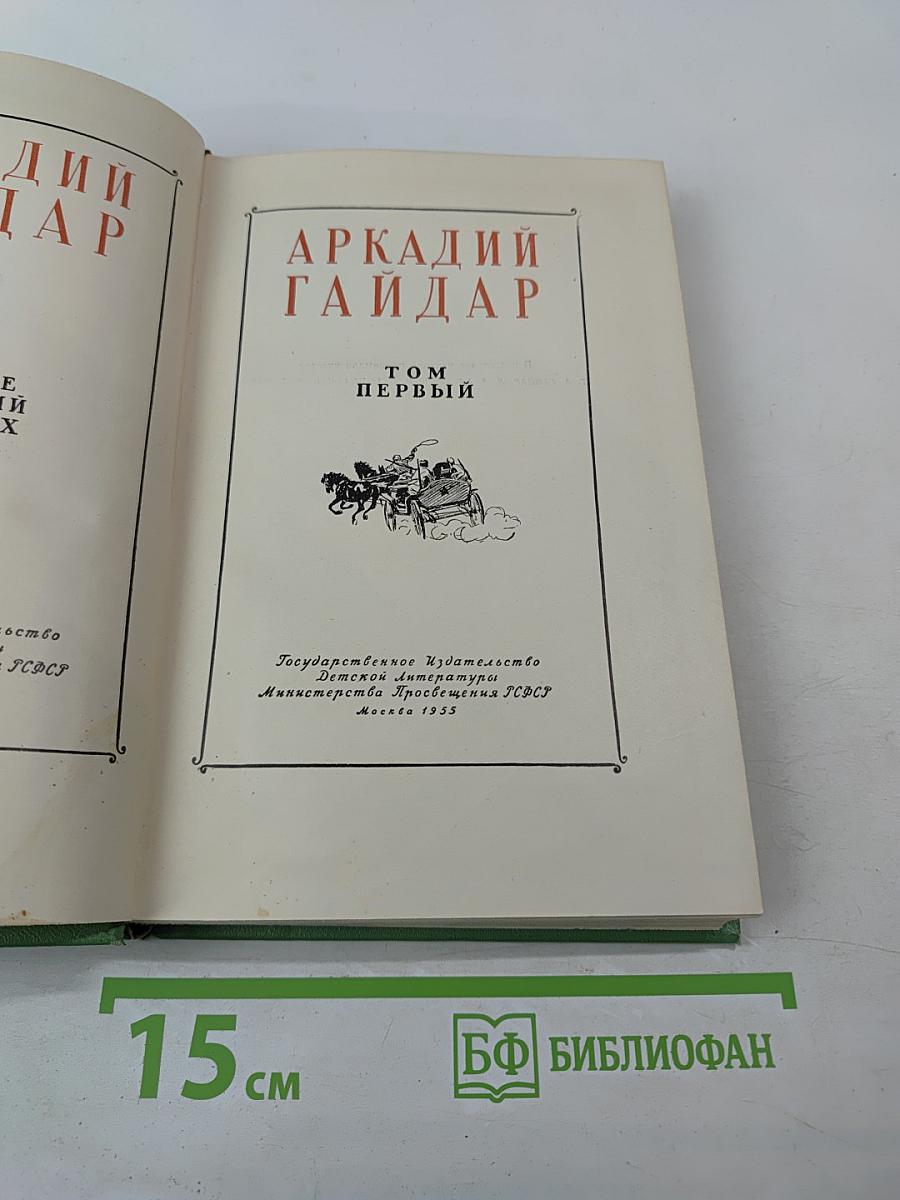 ДИЙ
ДАР
Е
ИЙ
Х
ЬСТВО
РСФСР
АРКАДИЙ
ГАЙДАР
ТОМ
ПЕРВЫЙ
Государственное Издательство
Детской Литературы
Министерства Просвещения РСФСР
Москва 1955
15 см
БФ БИБЛИОФАН